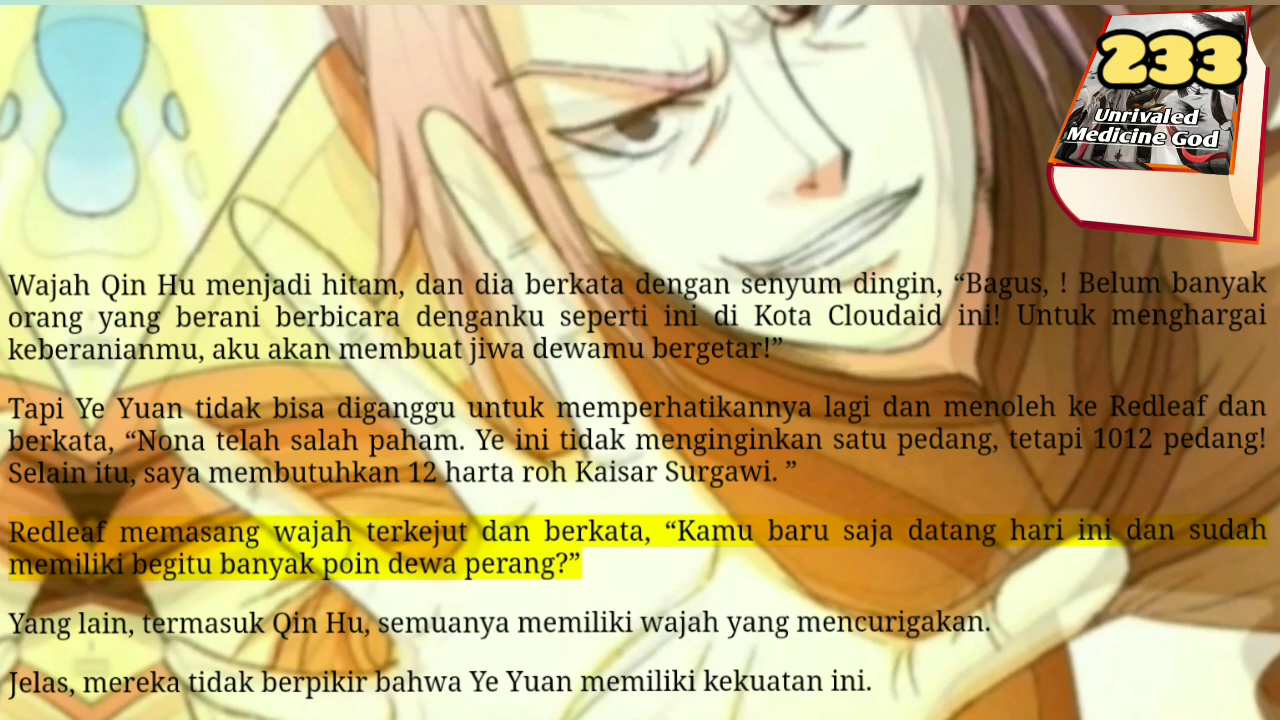 233
Unrivaled
Medicine God
Wajah Qin Hu menjadi hitam, dan dia berkata dengan senyum dingin, “Bagus, ! Belum banyak
orang yang berani berbicara denganku seperti ini di Kota Cloudaid ini! Untuk menghargai
keberanianmu, aku akan membuat jiwa dewamu bergetar!”
Tapi Ye Yuan tidak bisa diganggu untuk memperhatikannya lagi dan menoleh ke Redleaf dan
berkata, “Nona telah salah paham. Ye ini tidak menginginkan satu pedang, tetapi 1012 pedang!
Selain itu, saya membutuhkan 12 harta roh Kaisar Surgawi. ”
Redleaf memasang wajah terkejut dan berkata, “Kamu baru saja datang hari ini dan sudah
memiliki begitu banyak poin dewa perang?”
Yang lain, termasuk Qin Hu, semuanya memiliki wajah yang mencurigakan.
Jelas, mereka tidak berpikir bahwa Ye Yuan memiliki kekuatan ini.